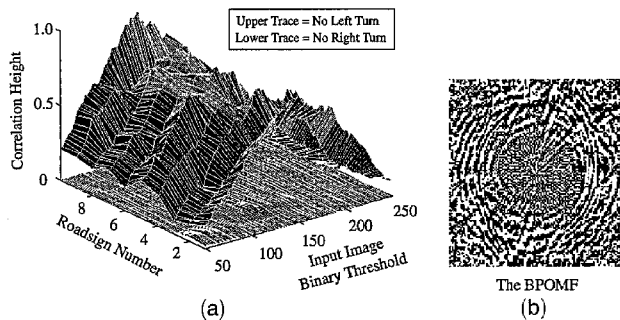 Upper Trace = No Left Turn
Lower Trace = No Right Turn
1.0
0.5
0
Correlation Height
8
6
4
2
Roadsign Number
50
100
150
200
250
Input Image
Binary Threshold
(a)
The BPOMF
(b)